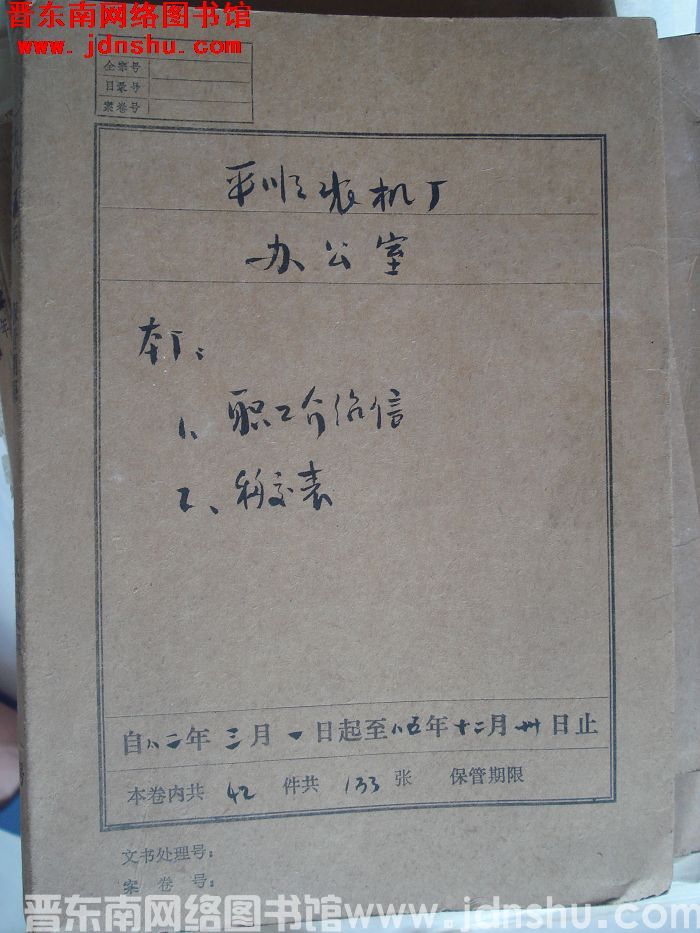 晋东南网络图书馆
www.jdnshu.com
全宗号
目录号
案卷号
平顺农机厂
办公室
本厂：
1、职工介绍信
2、移交表
自八二年三月一日起至八五年十二月卅日止
本卷内共 42 件共 133 张 保管期限
文书处理号：
案卷号：
晋东南网络图书馆www.jdnshu.com